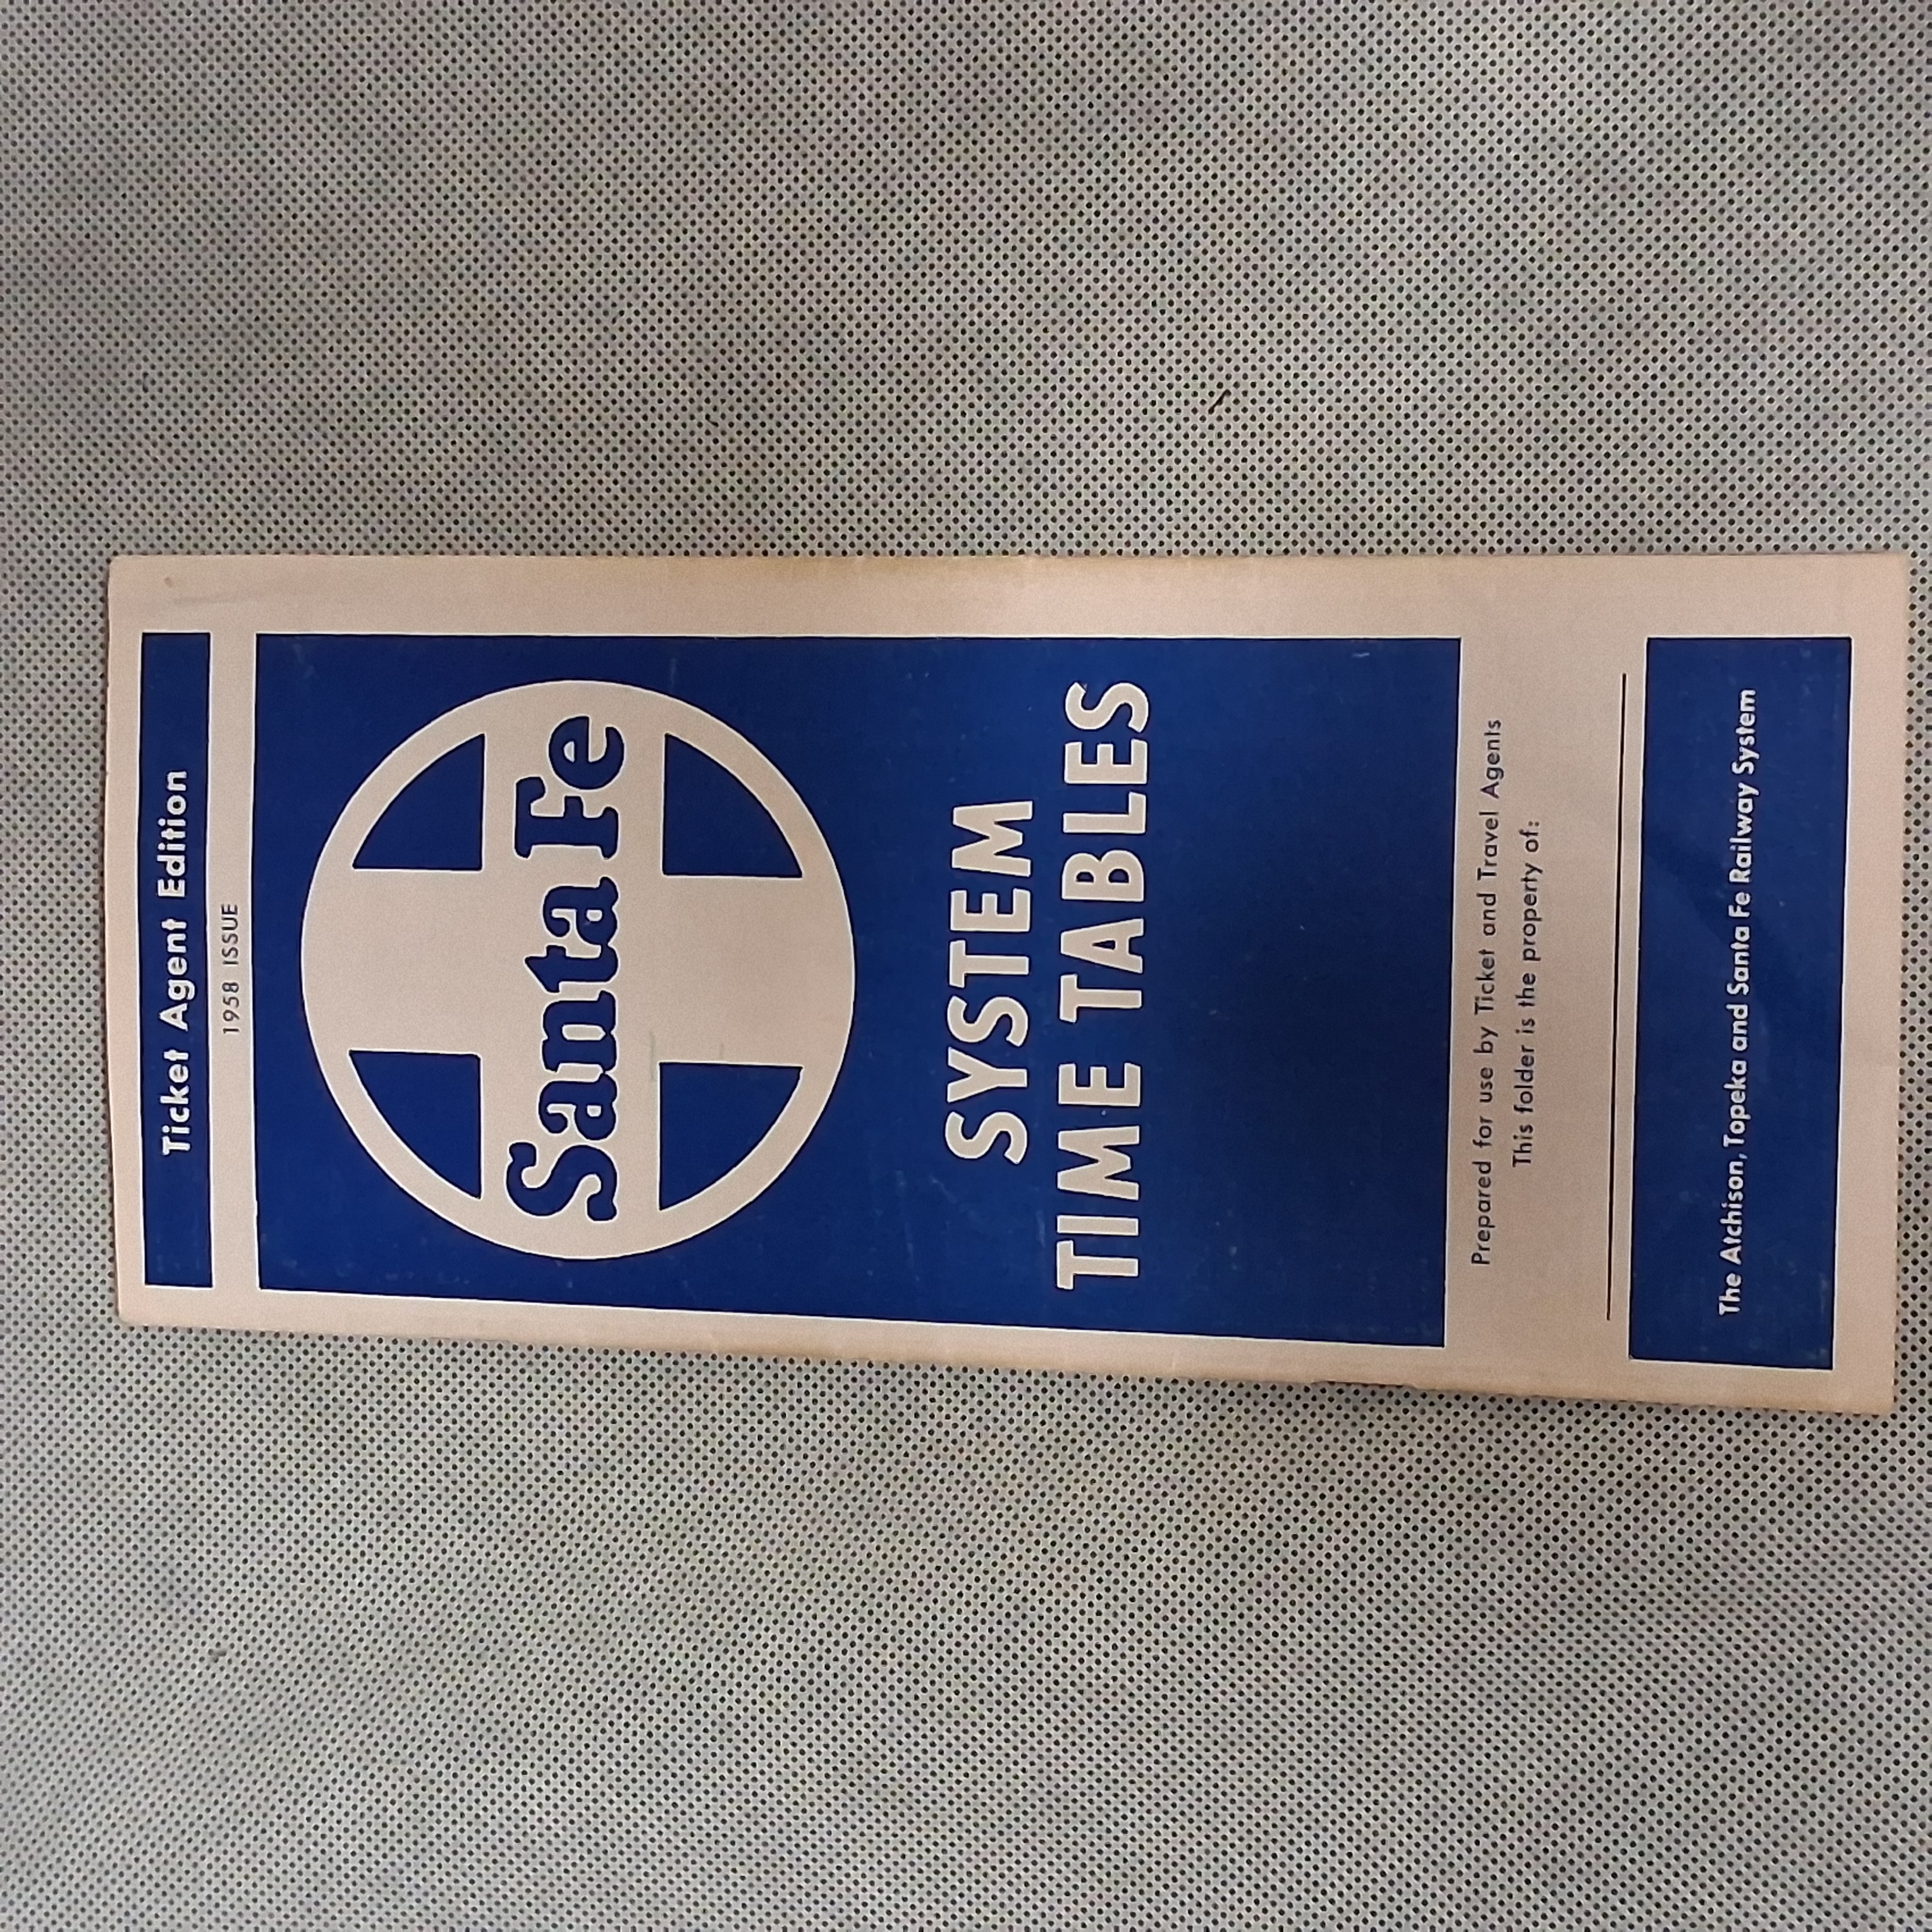 Ticket Agent Edition
1958 ISSUE
Santa Fe
SYSTEM
TIME TABLES
Prepared for use by Ticket and Travel Agents
This folder is the property of:
The Atchison, Topeka and Santa Fe Railway System